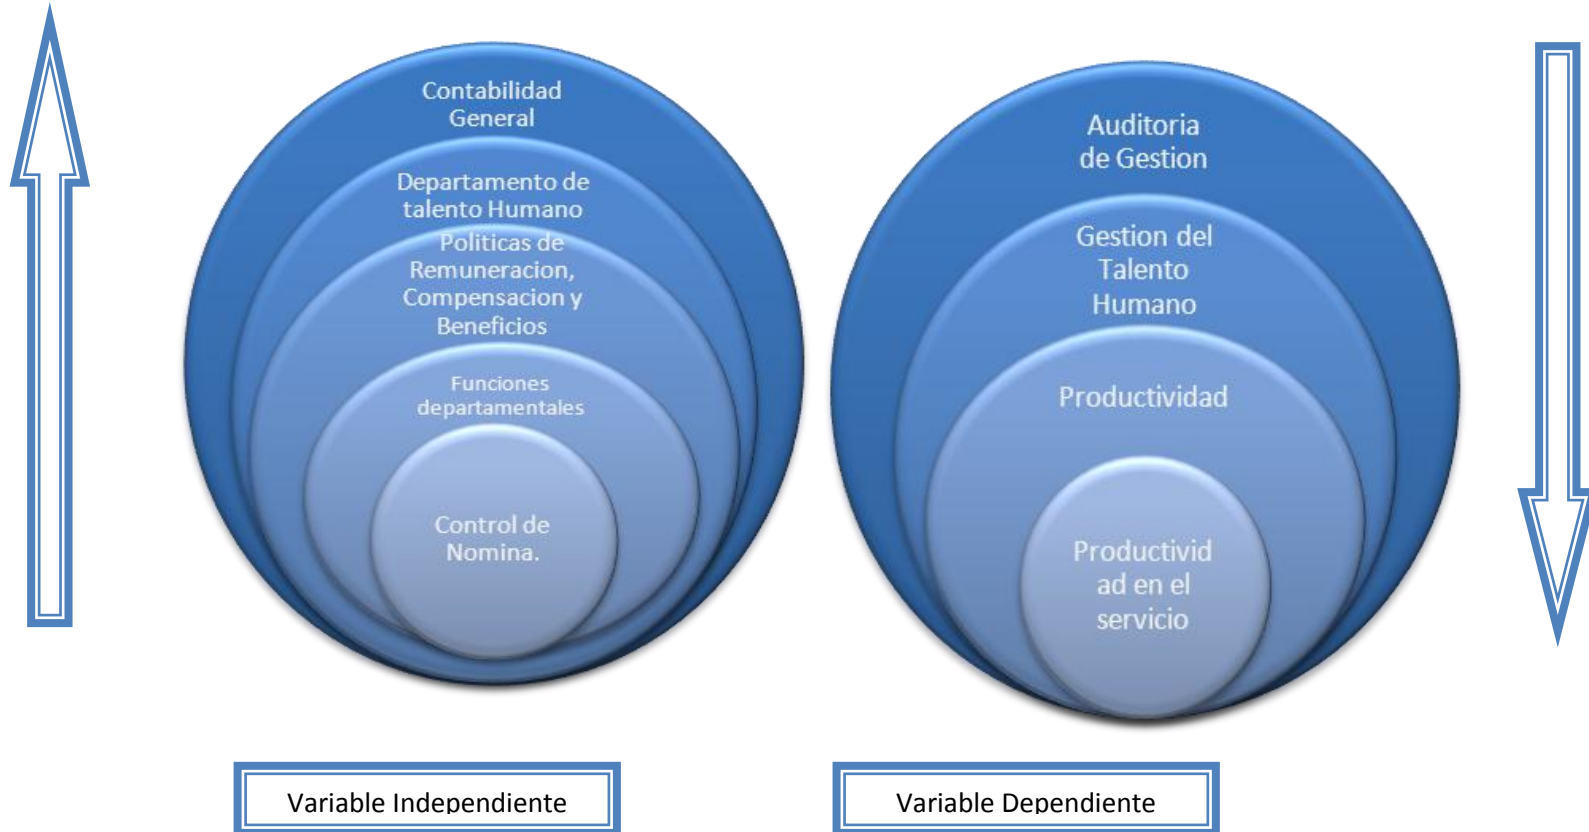 Contabilidad
General
Departamento de
talento Humano
Politicas de
Remuneracion,
Compensacion y
Beneficios
Funciones
departamentales
Control de
Nomina.
Auditoria
de Gestion
Gestion del
Talento
Humano
Productividad
Productivid
ad en el
servicio
Variable Independiente
Variable Dependiente